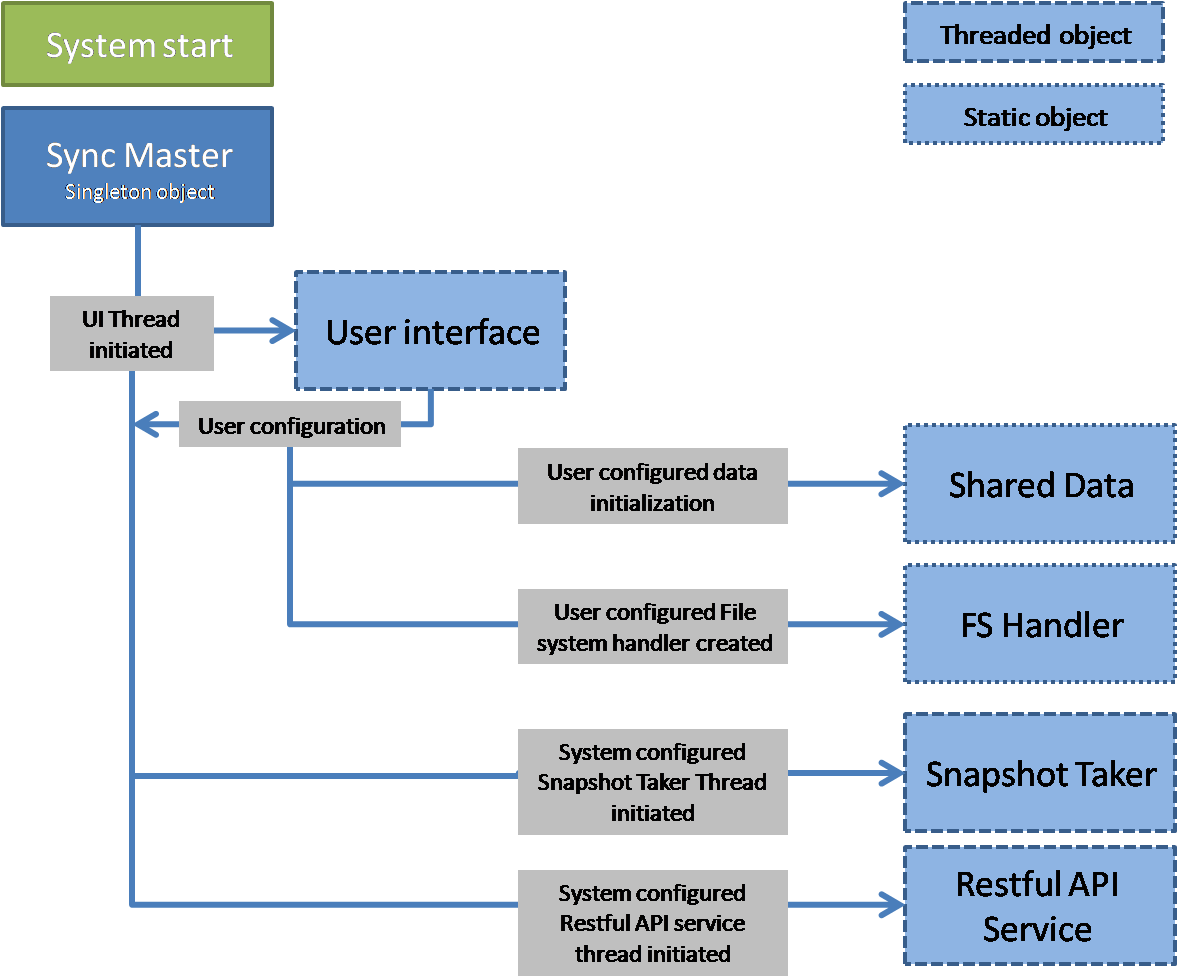 System start
Threaded object
Static object
Sync Master
Singleton object
UI Thread
initiated
User interface
User configuration
User configured data
initialization
Shared Data
User configured File
system handler created
FS Handler
System configured
Snapshot Taker Thread
initiated
Snapshot Taker
System configured
Restful API service
thread initiated
Restful API
Service